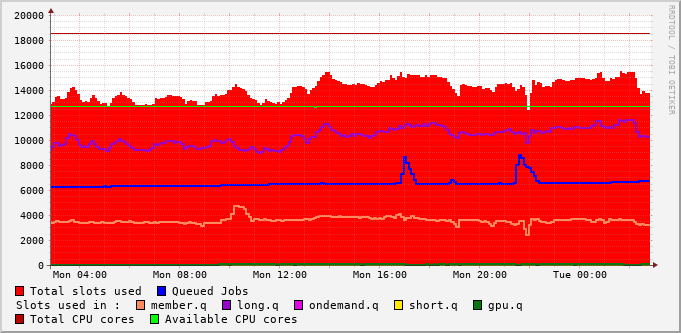 RRDTOOL / TOBI OETIKER
20000
18000
16000
14000
12000
10000
8000
6000
4000
2000
0
Mon 04:00 Mon 08:00 Mon 12:00 Mon 16:00 Mon 20:00 Tue 00:00
Total slots used Queued Jobs
Slots used in : member.q long.q ondemand.q short.q gpu.q
Total CPU cores Available CPU cores